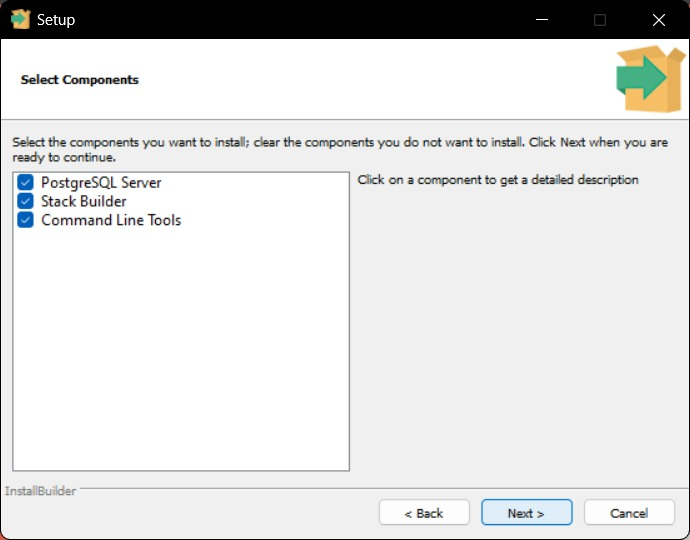 Setup
Select Components
Select the components you want to install; clear the components you do not want to install. Click Next when you are
ready to continue.
PostgreSQL Server
Stack Builder
Command Line Tools
Click on a component to get a detailed description
InstallBuilder
< Back
Next >
Cancel